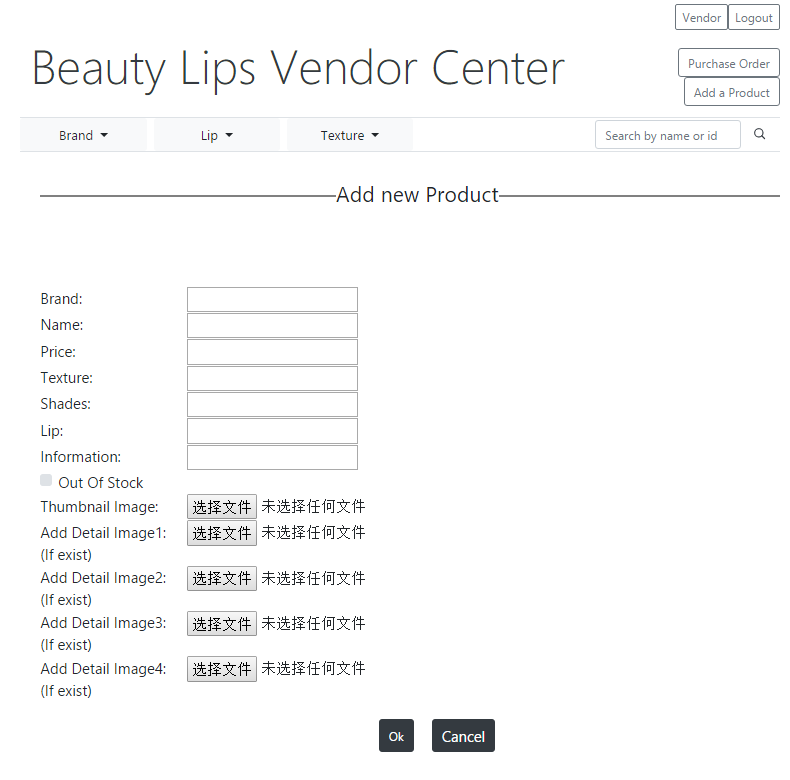 Vendor Logout
Beauty Lips Vendor Center
Purchase Order
Add a Product
Brand Lip Texture Search by name or id
Add new Product
Brand:
Name:
Price:
Texture:
Shades:
Lip:
Information:
Out Of Stock
Thumbnail Image: 选择文件 未选择任何文件
Add Detail Image1: 选择文件 未选择任何文件
(If exist)
Add Detail Image2: 选择文件 未选择任何文件
(If exist)
Add Detail Image3: 选择文件 未选择任何文件
(If exist)
Add Detail Image4: 选择文件 未选择任何文件
(If exist)
Ok Cancel